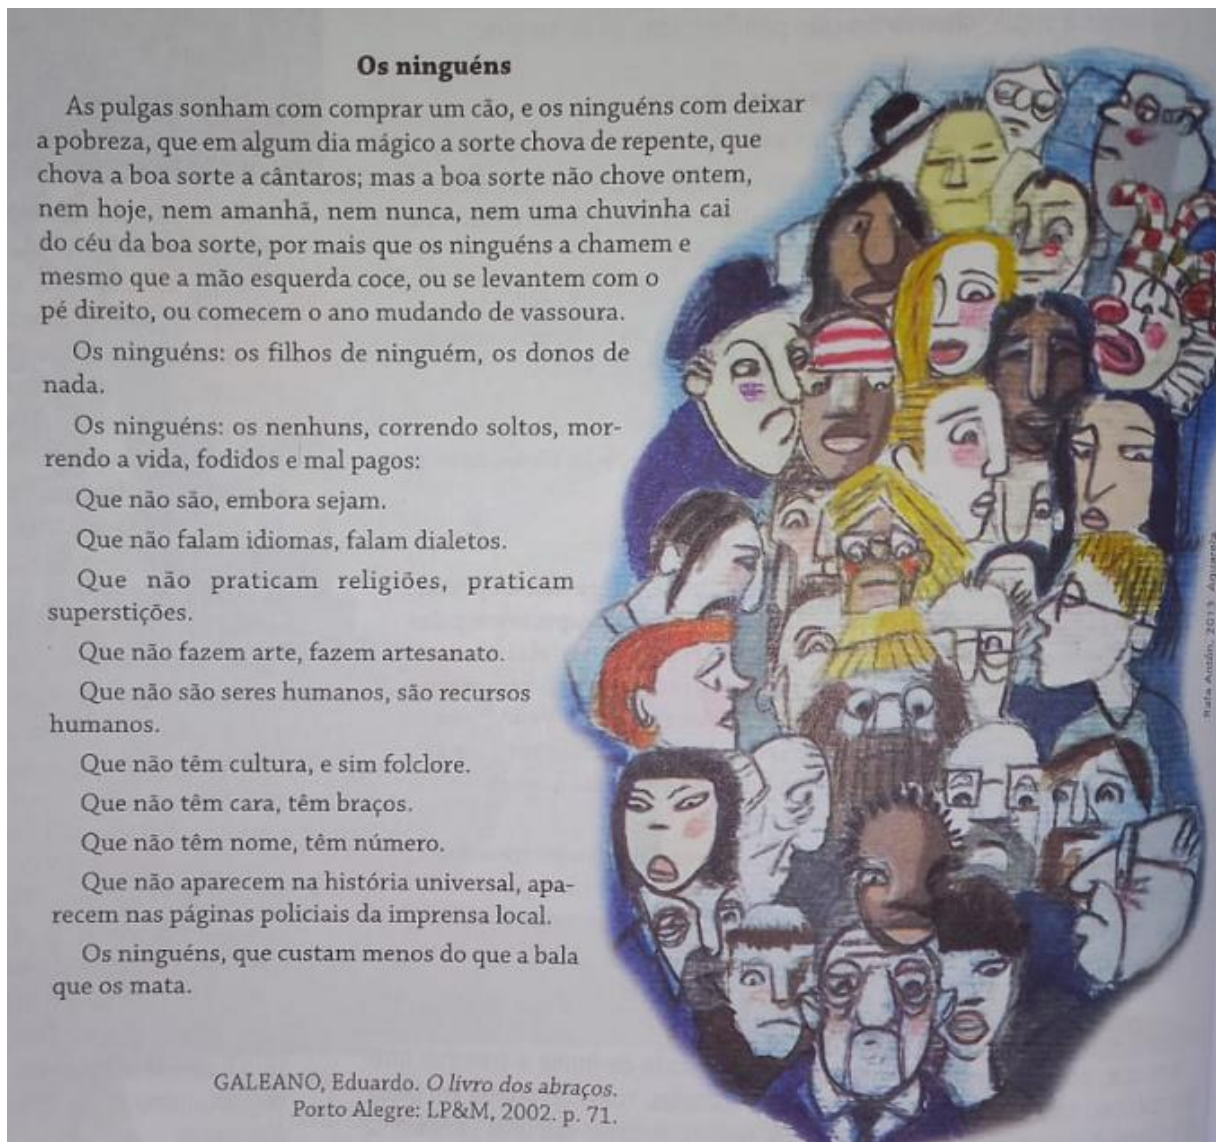 Os ninguéns
As pulgas sonham com comprar um cão, e os ninguéns com deixar
a pobreza, que em algum dia mágico a sorte chova de repente, que
chova a boa sorte a cântaros; mas a boa sorte não chove ontem,
nem hoje, nem amanhã, nem nunca, nem uma chuvinha cai
do céu da boa sorte, por mais que os ninguéns a chamem e
mesmo que a mão esquerda coce, ou se levantem com o
pé direito, ou comecem o ano mudando de vassoura.
Os ninguéns: os filhos de ninguém, os donos de
nada.
Os ninguéns: os nenhuns, correndo soltos, mor-
rendo a vida, fodidos e mal pagos:
Que não são, embora sejam.
Que não falam idiomas, falam dialetos.
Que não praticam religiões, praticam
superstições.
Que não fazem arte, fazem artesanato.
Que não são seres humanos, são recursos
humanos.
Que não têm cultura, e sim folclore.
Que não têm cara, têm braços.
Que não têm nome, têm número.
Que não aparecem na história universal, apa-
recem nas páginas policiais da imprensa local.
Os ninguéns, que custam menos do que a bala
que os mata.
GALEANO, Eduardo. O livro dos abraços.
Porto Alegre: LP&M, 2002. p. 71.
Rafa Antón, 2013. Aquarela